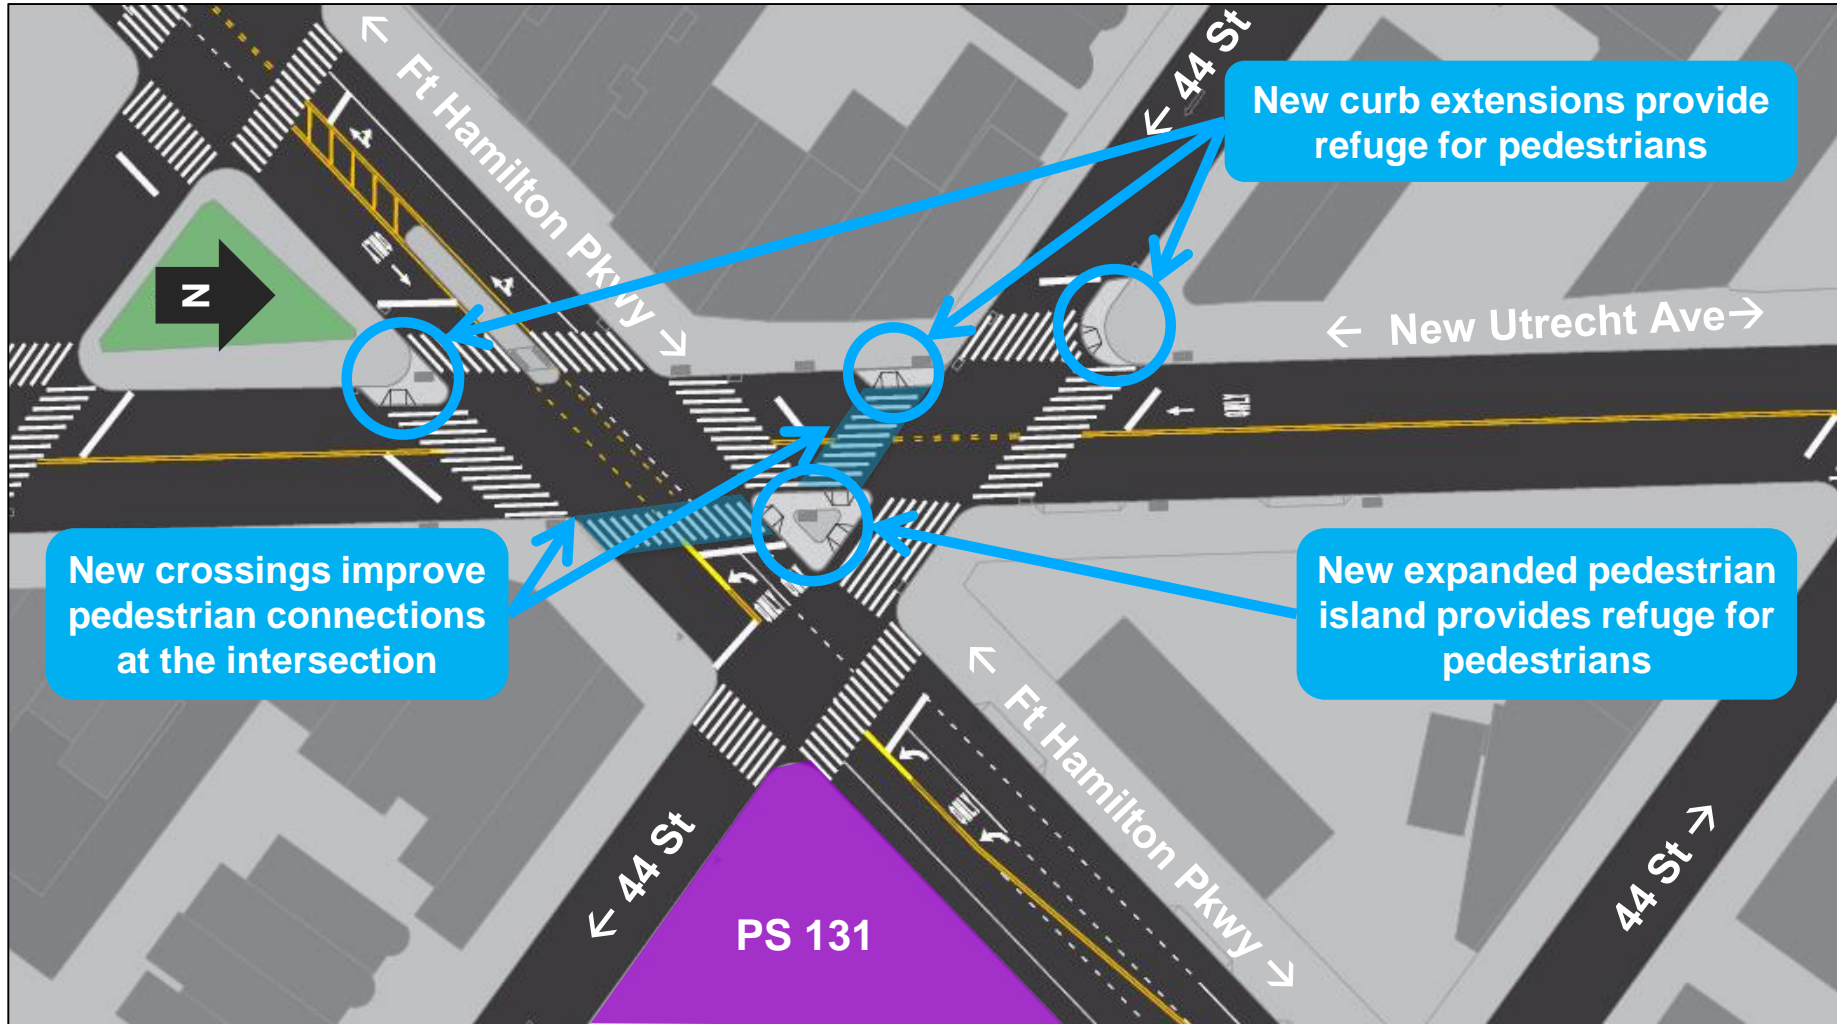 ← Ft Hamilton Pkwy →
← 44 St
New curb extensions provide
refuge for pedestrians
N
← New Utrecht Ave→
ONLY
New crossings improve
pedestrian connections
at the intersection
New expanded pedestrian
island provides refuge for
pedestrians
← Ft Hamilton Pkwy →
← 44 St
44 St →
PS 131